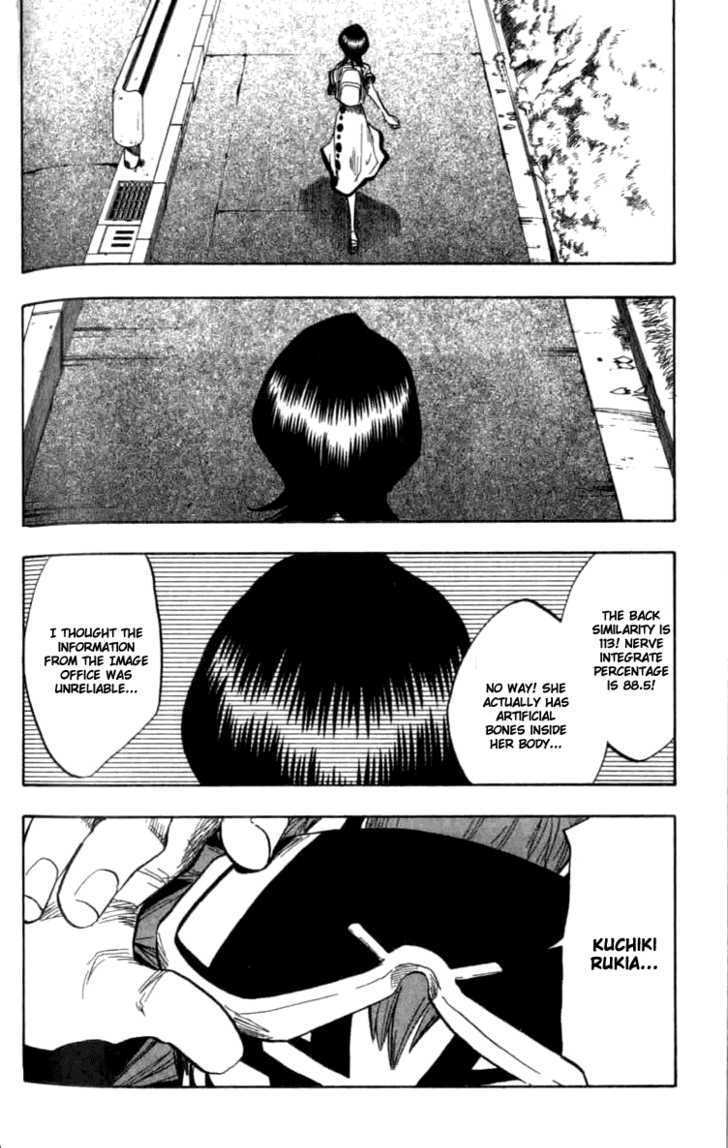 THE BACK
SIMILARITY IS
113! NERVE
INTEGRATE
PERCENTAGE
IS 88.5!
NO WAY! SHE
ACTUALLY HAS
ARTIFICIAL
BONES INSIDE
HER BODY...
I THOUGHT THE
INFORMATION
FROM THE IMAGE
OFFICE WAS
UNRELIABLE...
KUCHIKI
RUKIA...